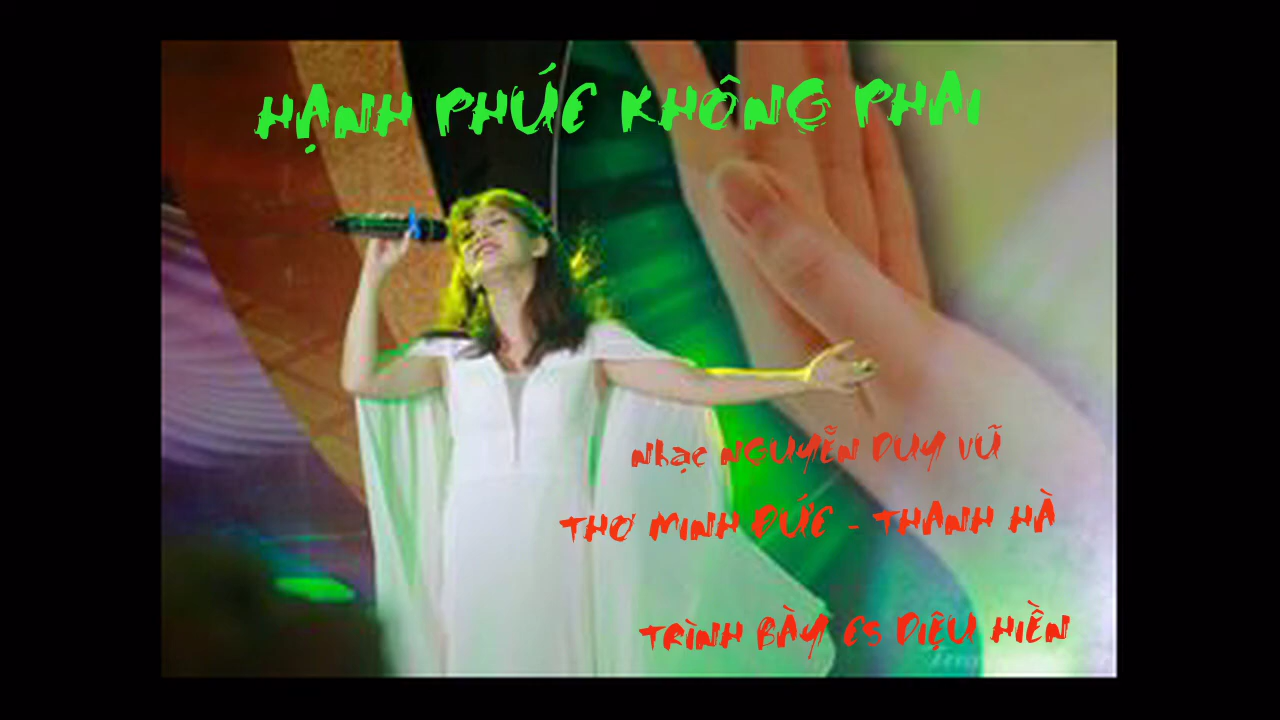 HẠNH PHÚC KHÔNG PHAI
Nhạc NGUYỄN DUY VŨ
THƠ MINH ĐỨC - THANH HÀ
TRÌNH BÀY CS DIỆU HIỀN